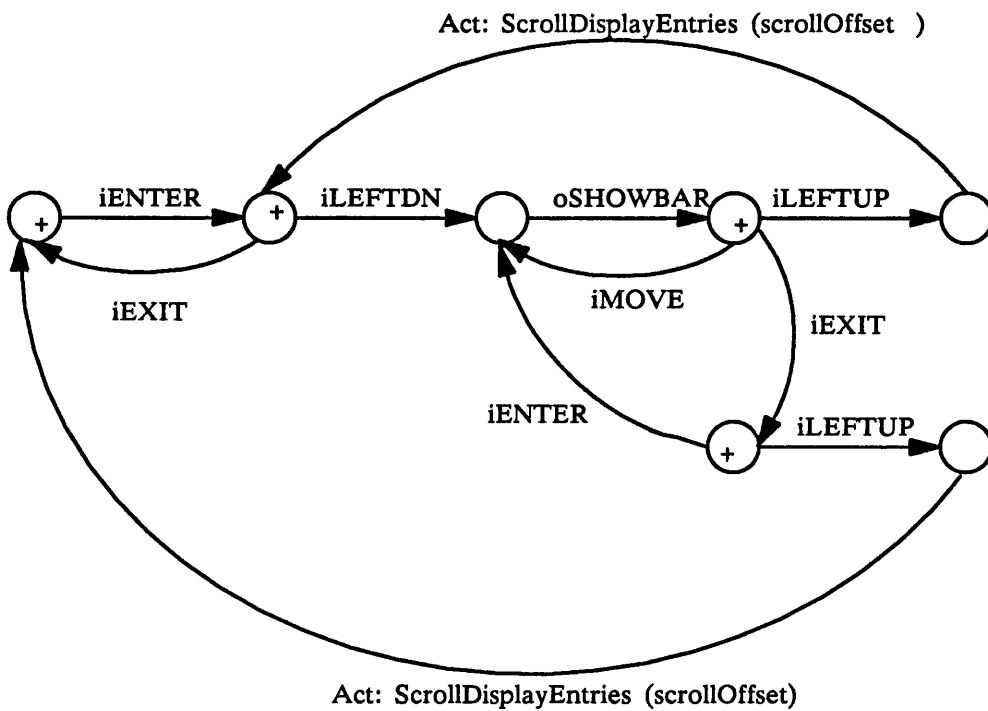 Act: ScrollDisplayEntries (scrollOffset )
iENTER
iLEFTDN
oSHOWBAR
iLEFTUP
+
+
+
iEXIT
iMOVE
iEXIT
iENTER
iLEFTUP
+
Act: ScrollDisplayEntries (scrollOffset)